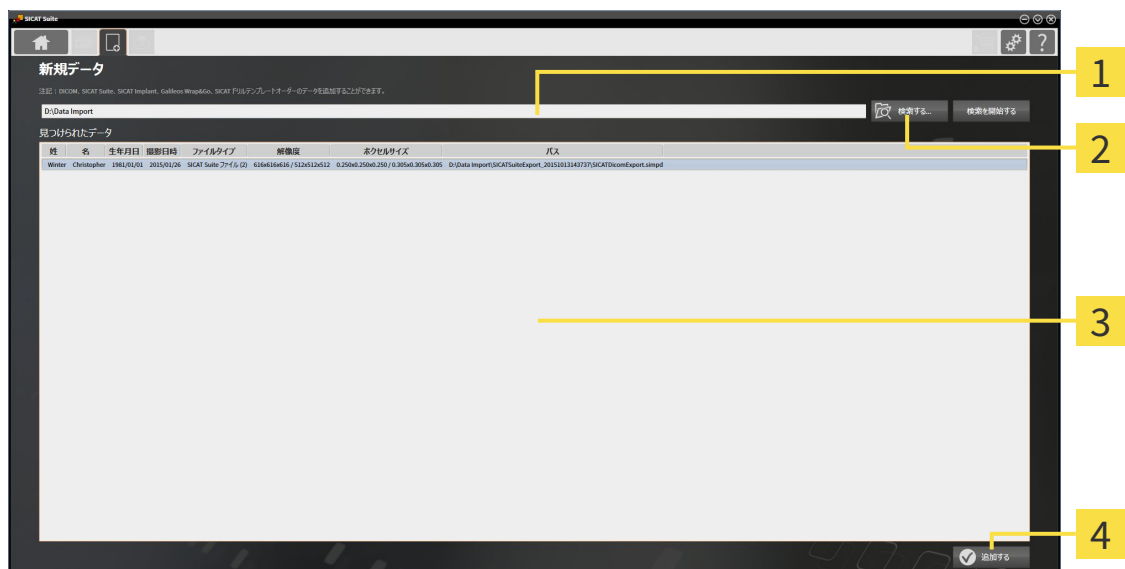 SICAT Suite
?
新規データ
1
注記：DICOM、SICAT Suite、SICAT Implant、Galileos Wrap&Go、SICAT ドリルテンプレートオーダーのデータを追加することができます。
D:\Data Import 検索する... 検索を開始する
見つけられたデータ
2
姓 名 生年月日 撮影日時 ファイルタイプ 解像度 ボクセルサイズ パス
Winter Christopher 1981/01/01 2015/01/26 SICAT Suite ファイル (2) 616x616x616 / 512x512x512 0.250x0.250x0.250 / 0.305x0.305x0.305 D:\Data Import\SICATSuiteExport_20151013143737\SICATDicomExport.simpd
3
4
追加する